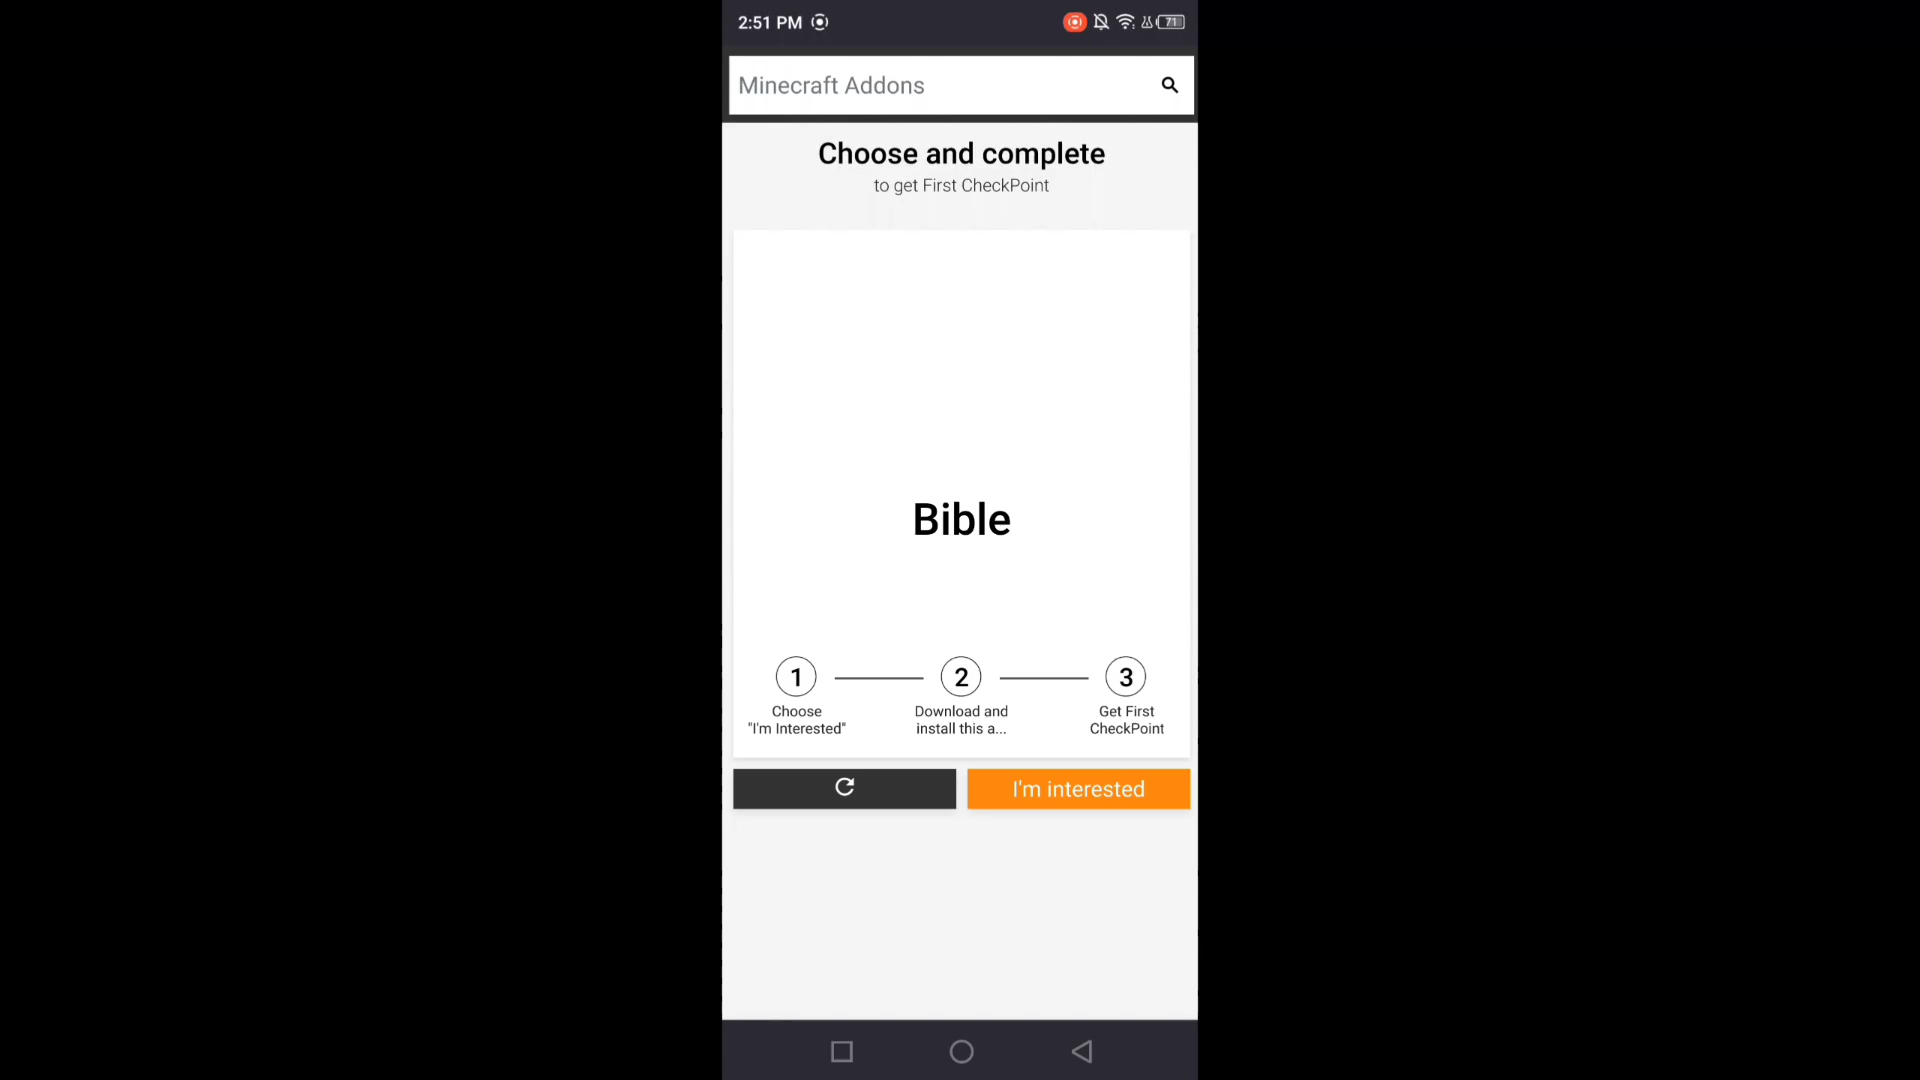 2:51 PM
71
Minecraft Addons
Choose and complete
to get First CheckPoint
Bible
1
2
3
Choose
"I'm Interested"
Download and
install this a...
Get First
CheckPoint
I'm interested